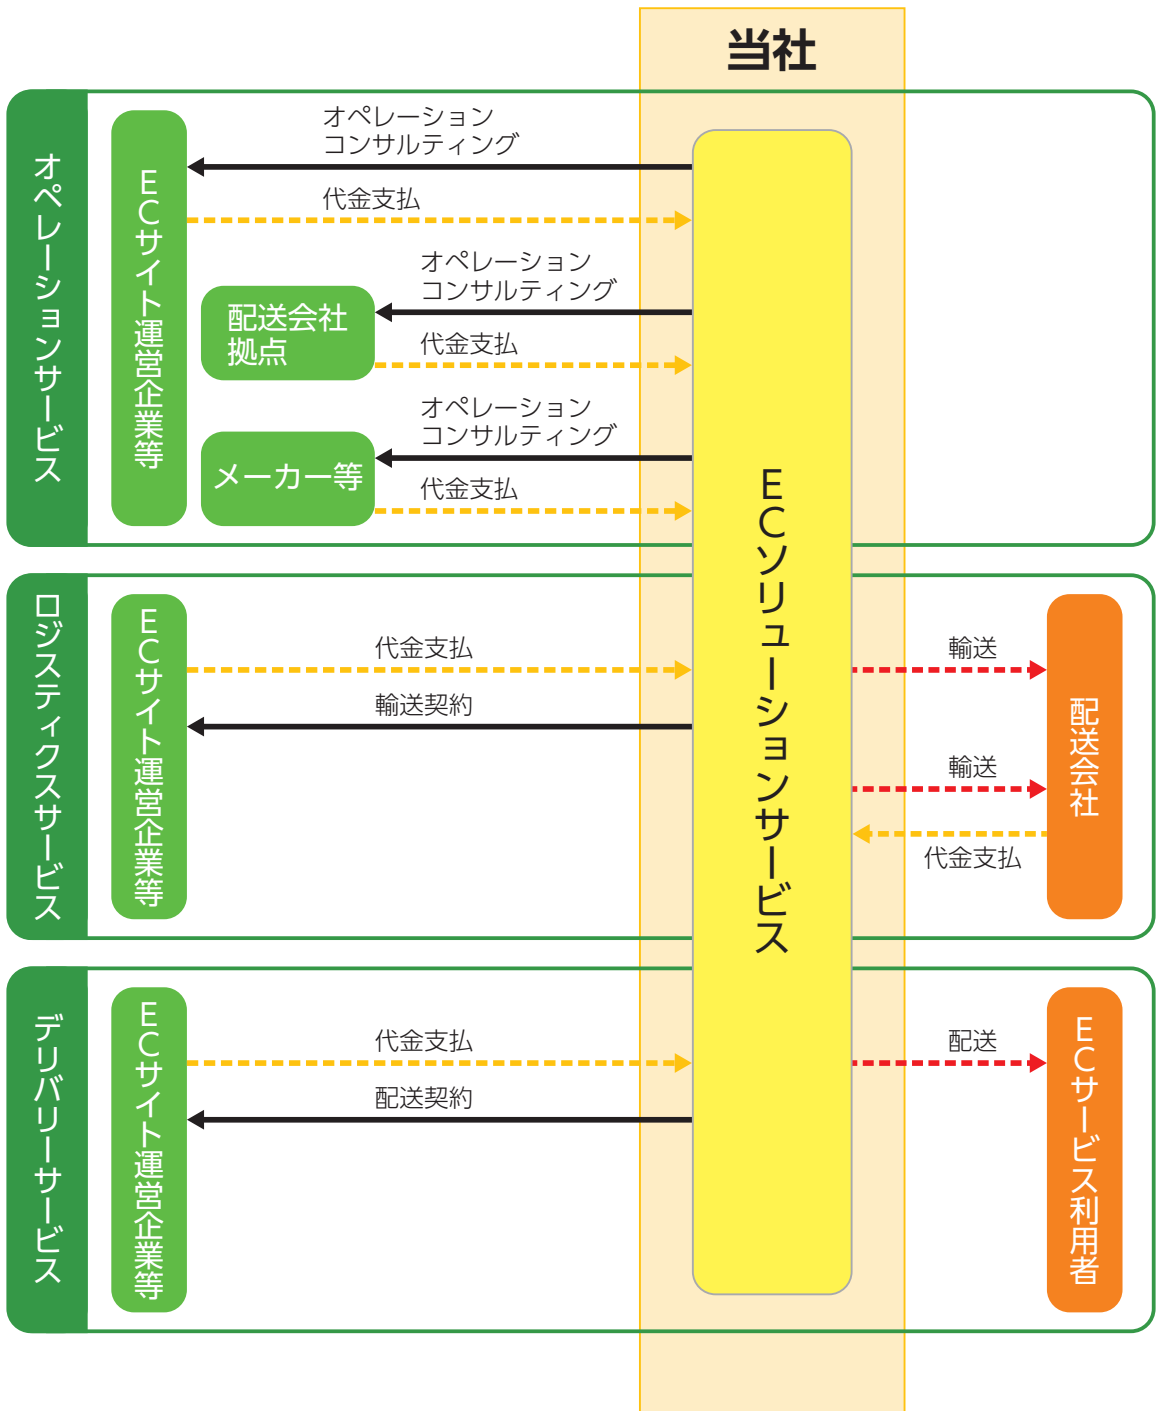 当社
オペレーションサービス
ECサイト運営企業等
オペレーション
コンサルティング
代金支払
配送会社
拠点
オペレーション
コンサルティング
代金支払
メーカー等
オペレーション
コンサルティング
代金支払
ECソリューションサービス
ロジスティクスサービス
ECサイト運営企業等
代金支払
輸送契約
輸送
輸送
代金支払
配送会社
デリバリーサービス
ECサイト運営企業等
代金支払
配送契約
配送
ECサービス利用者